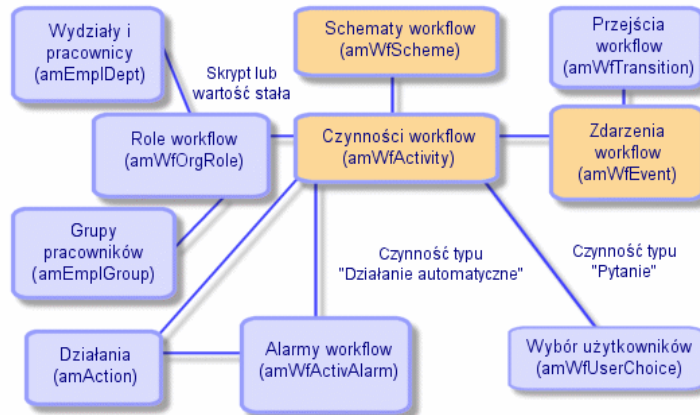 Wydziały i
pracownicy
(amEmplDept)
Schematy workflow
(amWfScheme)
Przejścia
workflow
(amWfTransition)
Skrypt lub
wartość stała
Role workflow
(amWfOrgRole)
Czynności workflow
(amWfActivity)
Zdarzenia
workflow
(amWfEvent)
Grupy
pracowników
(amEmplGroup)
Czynność typu
"Działanie automatyczne"
Czynność typu
"Pytanie"
Działania
(amAction)
Alarmy workflow
(amWfActivAlarm)
Wybór użytkowników
(amWfUserChoice)